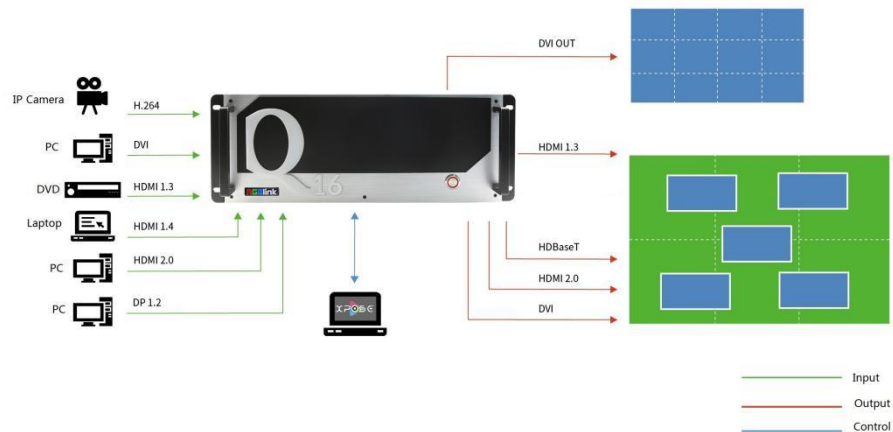 DVI OUT
IP Camera
H.264
PC
DVI
HDMI 1.3
DVD
HDMI 1.3
Laptop
HDMI 1.4
PC
HDMI 2.0
PC
DP 1.2
Q
16
RGBlink
XPOSE
HDBaseT
HDMI 2.0
DVI
Input
Output
Control